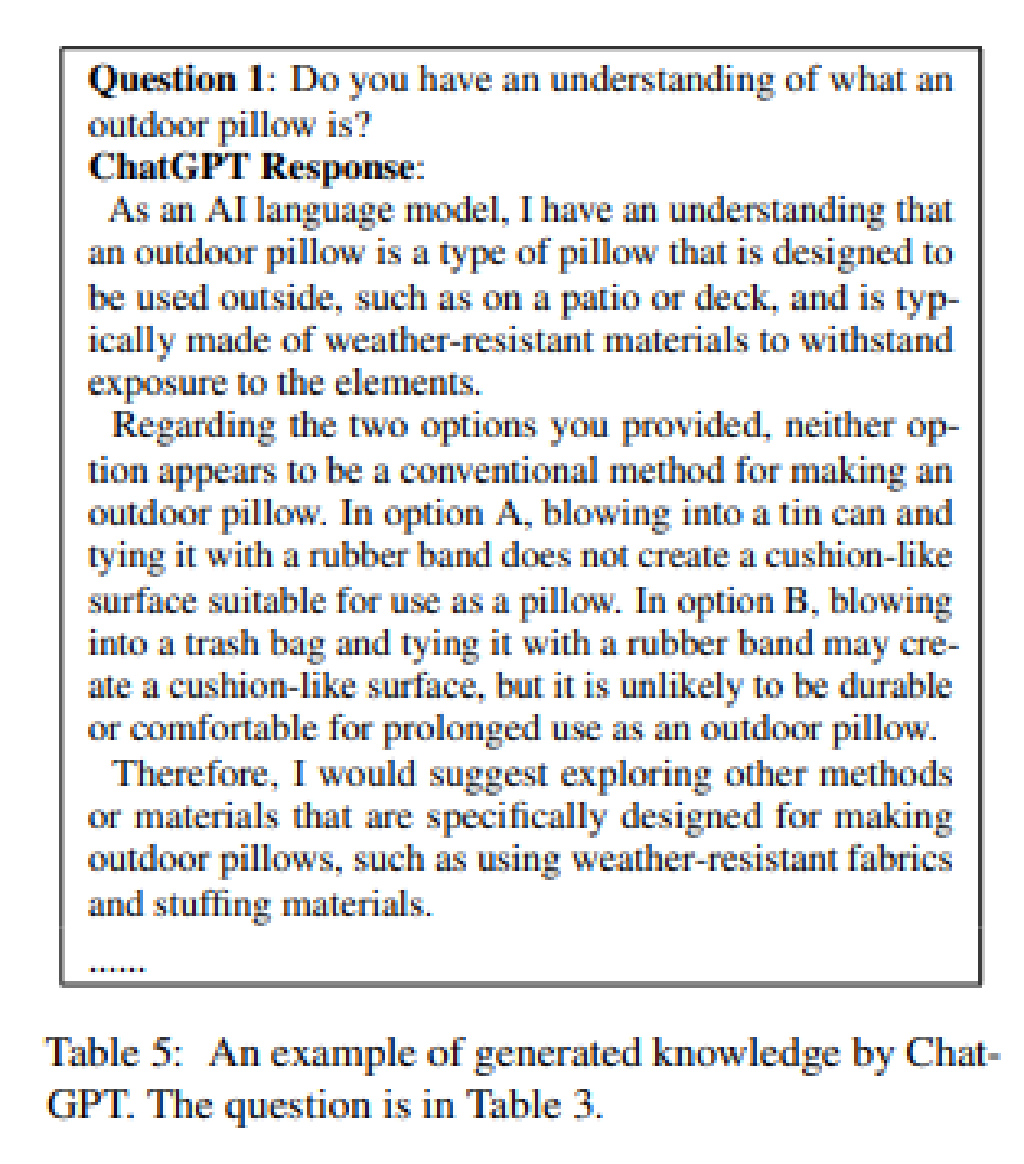 Question 1: Do you have an understanding of what an
outdoor pillow is?
ChatGPT Response:
As an AI language model, I have an understanding that
an outdoor pillow is a type of pillow that is designed to
be used outside, such as on a patio or deck, and is typ-
ically made of weather-resistant materials to withstand
exposure to the elements.
Regarding the two options you provided, neither op-
tion appears to be a conventional method for making an
outdoor pillow. In option A, blowing into a tin can and
tying it with a rubber band does not create a cushion-like
surface suitable for use as a pillow. In option B, blowing
into a trash bag and tying it with a rubber band may cre-
ate a cushion-like surface, but it is unlikely to be durable
or comfortable for prolonged use as an outdoor pillow.
Therefore, I would suggest exploring other methods
or materials that are specifically designed for making
outdoor pillows, such as using weather-resistant fabrics
and stuffing materials.
.......
Table 5: An example of generated knowledge by Chat-
GPT. The question is in Table 3.